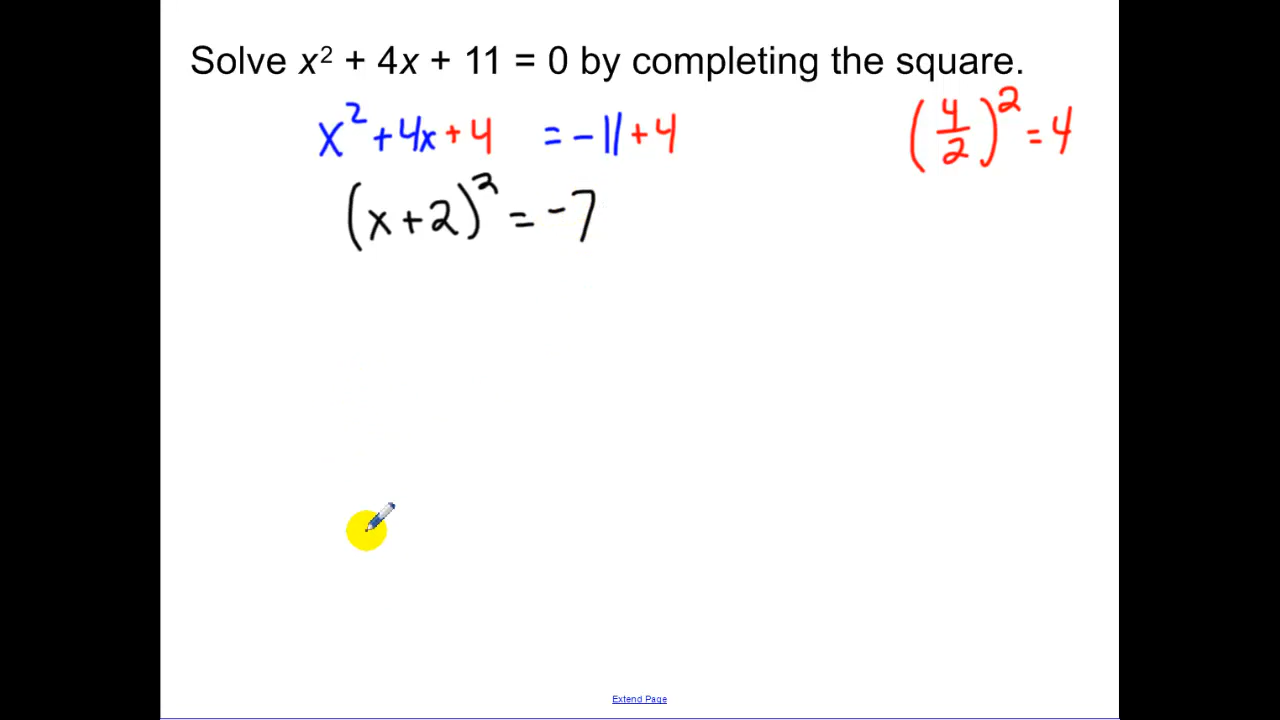 Solve x² + 4x + 11 = 0 by completing the square.
x² + 4x + 4 = -11 + 4
(4/2)² = 4
(x + 2)² = -7
Extend Page